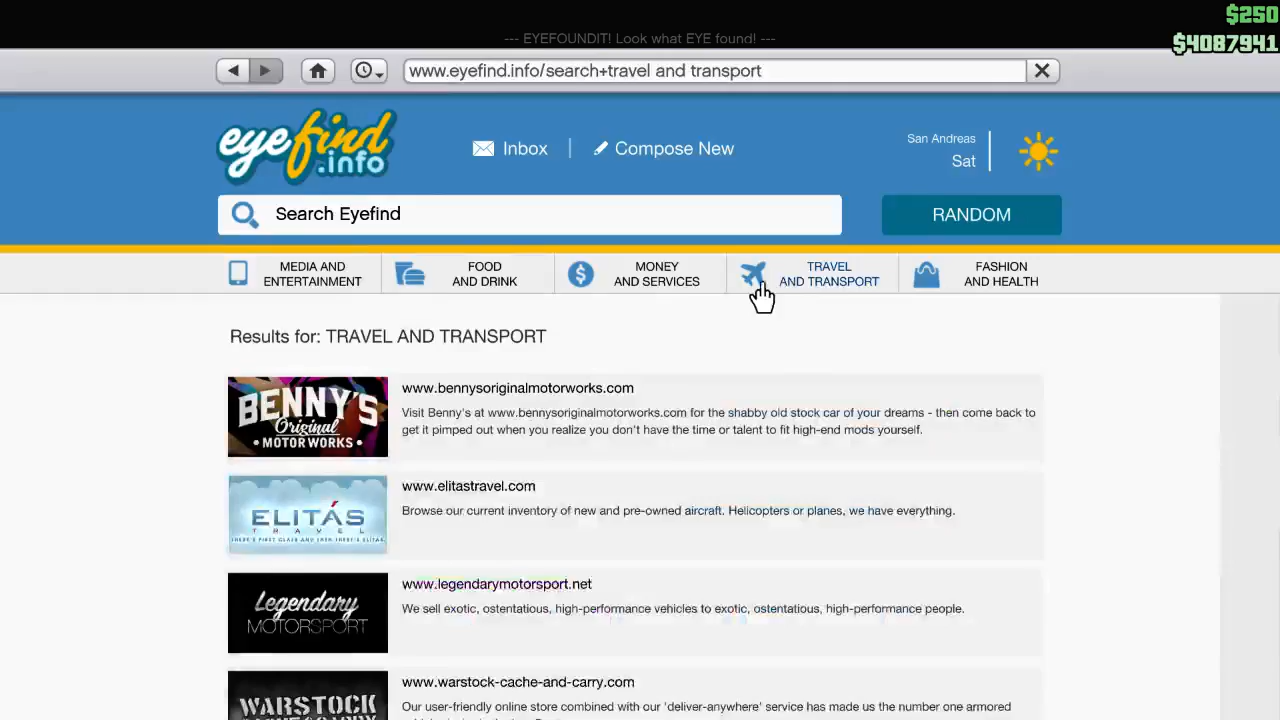 $250
--- EYEFOUNDIT! Look what EYE found! ---
$4087941
www.eyefind.info/search+travel and transport
eyefind
.info
Inbox
Compose New
San Andreas
Sat
Search Eyefind
RANDOM
MEDIA AND
ENTERTAINMENT
FOOD
AND DRINK
MONEY
AND SERVICES
TRAVEL
AND TRANSPORT
FASHION
AND HEALTH
Results for: TRAVEL AND TRANSPORT
BENNY'S
Original
• MOTOR WORKS •
www.bennysoriginalmotorworks.com
Visit Benny's at www.bennysoriginalmotorworks.com for the shabby old stock car of your dreams - then come back to
get it pimped out when you realize you don't have the time or talent to fit high-end mods yourself.
ELITÁS
TRAVEL
THERE'S FIRST CLASS AND THEN THERE'S ELITÁS
www.elitastravel.com
Browse our current inventory of new and pre-owned aircraft. Helicopters or planes, we have everything.
Legendary
MOTORSPORT
www.legendarymotorsport.net
We sell exotic, ostentatious, high-performance vehicles to exotic, ostentatious, high-performance people.
WARSTOCK
www.warstock-cache-and-carry.com
Our user-friendly online store combined with our 'deliver-anywhere' service has made us the number one armored